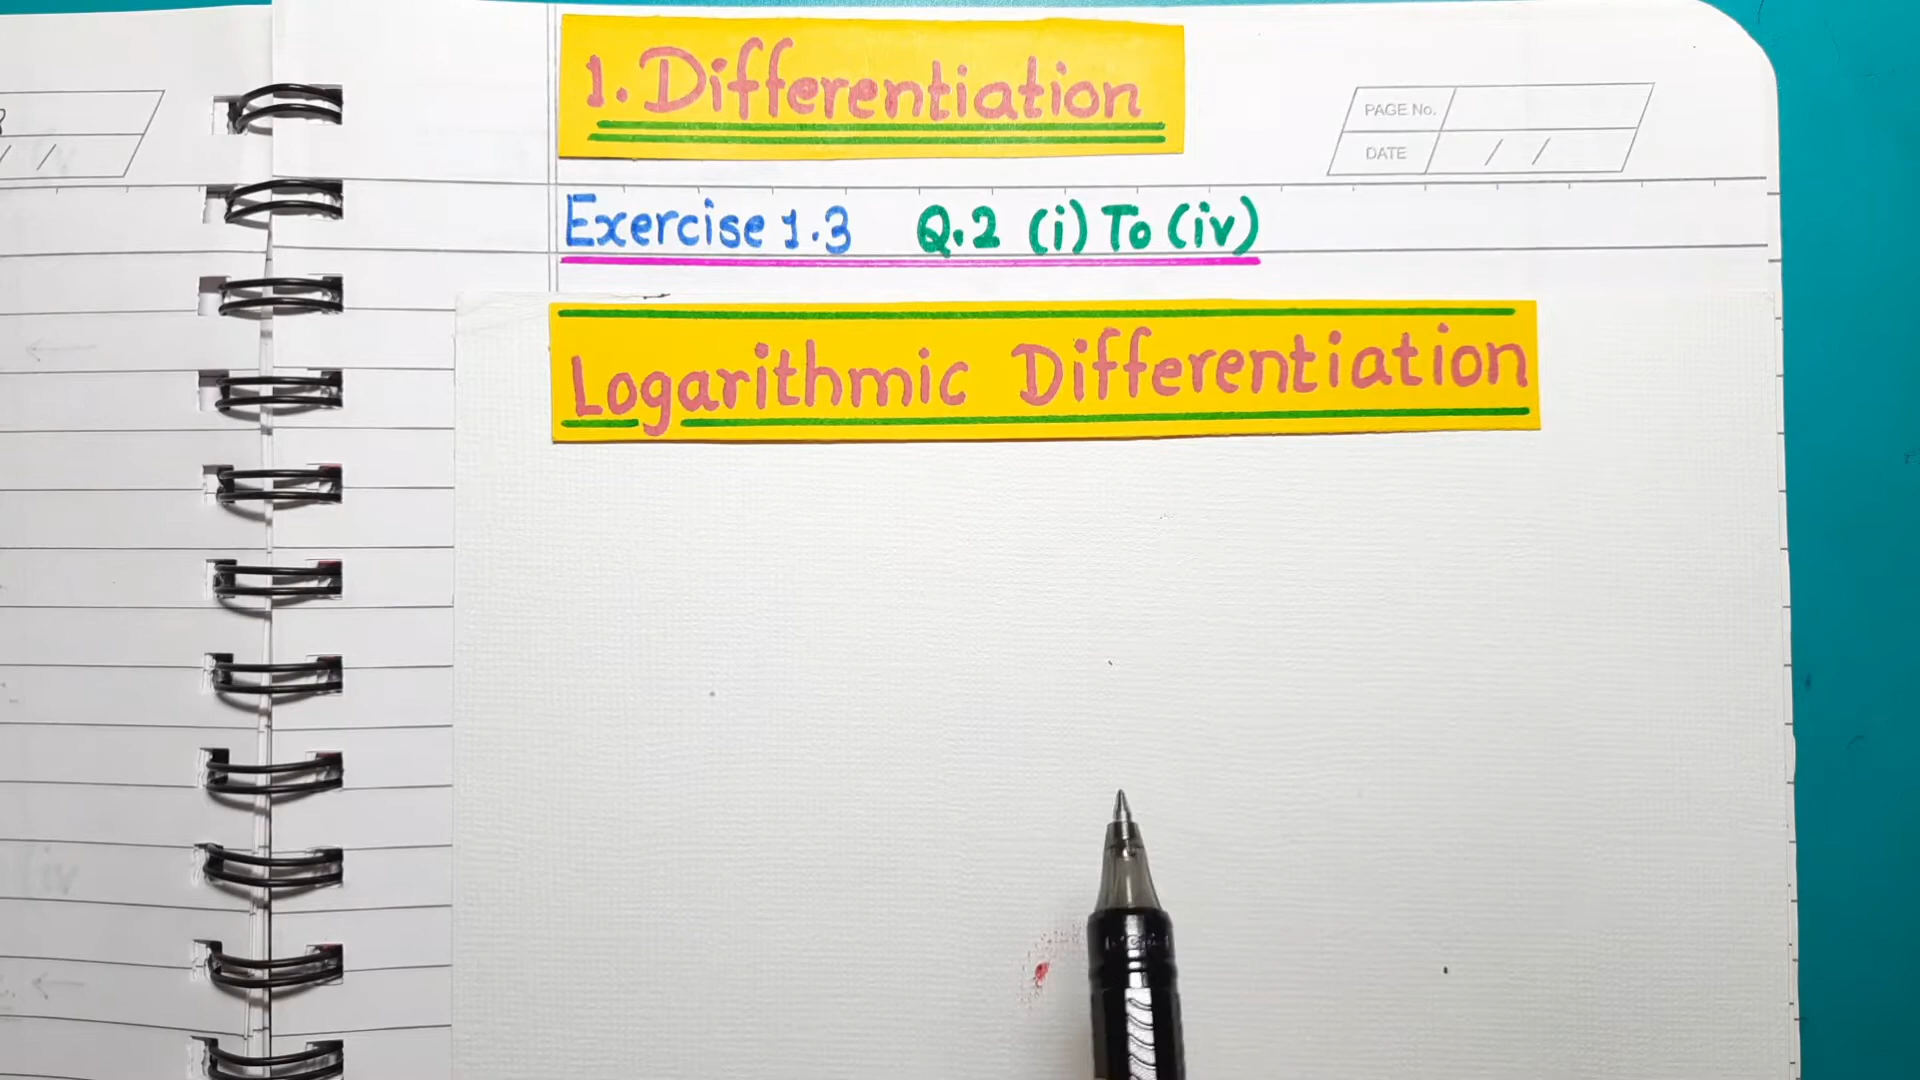 1. Differentiation
PAGE No.
DATE / /
Exercise 1.3 Q.2 (i) To (iv)
Logarithmic Differentiation